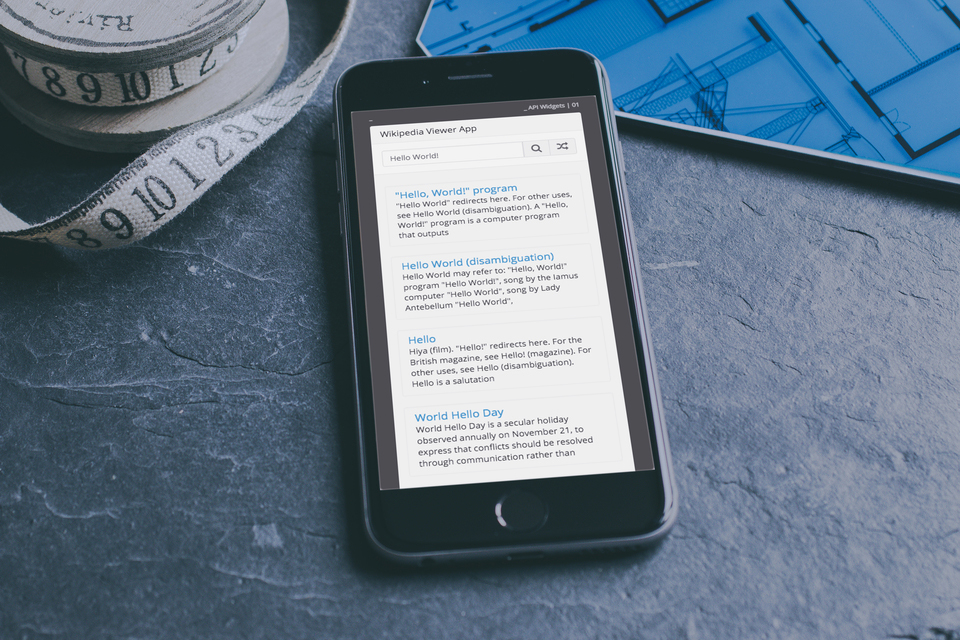 River
7 8 9 10 1 2
8 9 10 1 2 3 4
_API Widgets | 01
Wikipedia Viewer App
Hello World!
"Hello, World!" program
"Hello World" redirects here. For other uses,
see Hello World (disambiguation). A "Hello,
World!" program is a computer program
that outputs
Hello World (disambiguation)
Hello World may refer to: "Hello, World!"
program "Hello World!", song by the Iamus
computer "Hello World", song by Lady
Antebellum "Hello World",
Hello
Hiya (film). "Hello!" redirects here. For the
British magazine, see Hello! (magazine). For
other uses, see Hello (disambiguation).
Hello is a salutation
World Hello Day
World Hello Day is a secular holiday
observed annually on November 21, to
express that conflicts should be resolved
through communication rather than